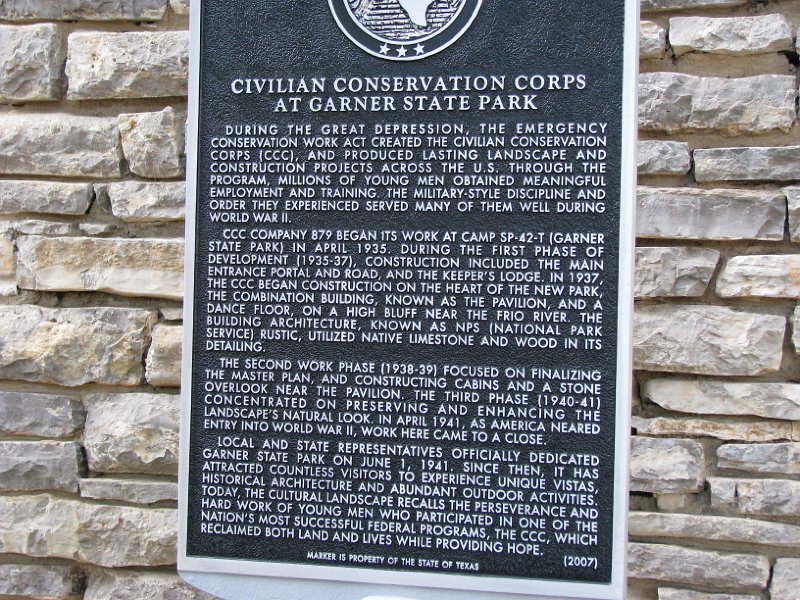 CIVILIAN CONSERVATION CORPS
AT GARNER STATE PARK
DURING THE GREAT DEPRESSION, THE EMERGENCY
CONSERVATION WORK ACT CREATED THE CIVILIAN CONSERVATION
CORPS (CCC), AND PRODUCED LASTING LANDSCAPE AND
CONSTRUCTION PROJECTS ACROSS THE U.S. THROUGH THE
PROGRAM, MILLIONS OF YOUNG MEN OBTAINED MEANINGFUL
EMPLOYMENT AND TRAINING. THE MILITARY-STYLE DISCIPLINE AND
ORDER THEY EXPERIENCED SERVED MANY OF THEM WELL DURING
WORLD WAR II.
CCC COMPANY 879 BEGAN ITS WORK AT CAMP SP-42-T (GARNER
STATE PARK) IN APRIL 1935. DURING THE FIRST PHASE OF
DEVELOPMENT (1935-37), CONSTRUCTION INCLUDED THE MAIN
ENTRANCE PORTAL AND ROAD, AND THE KEEPER'S LODGE. IN 1937,
THE CCC BEGAN CONSTRUCTION ON THE HEART OF THE NEW PARK,
THE COMBINATION BUILDING, KNOWN AS THE PAVILION, AND A
DANCE FLOOR, ON A HIGH BLUFF NEAR THE FRIO RIVER. THE
BUILDING ARCHITECTURE, KNOWN AS NPS (NATIONAL PARK
SERVICE) RUSTIC, UTILIZED NATIVE LIMESTONE AND WOOD IN ITS
DETAILING.
THE SECOND WORK PHASE (1938-39) FOCUSED ON FINALIZING
THE MASTER PLAN, AND CONSTRUCTING CABINS AND A STONE
OVERLOOK NEAR THE PAVILION. THE THIRD PHASE (1940-41)
CONCENTRATED ON PRESERVING AND ENHANCING THE
LANDSCAPE'S NATURAL LOOK. IN APRIL 1941, AS AMERICA NEARED
ENTRY INTO WORLD WAR II, WORK HERE CAME TO A CLOSE.
LOCAL AND STATE REPRESENTATIVES OFFICIALLY DEDICATED
GARNER STATE PARK ON JUNE 1, 1941. SINCE THEN, IT HAS
ATTRACTED COUNTLESS VISITORS TO EXPERIENCE UNIQUE VISTAS,
HISTORICAL ARCHITECTURE AND ABUNDANT OUTDOOR ACTIVITIES.
TODAY, THE CULTURAL LANDSCAPE RECALLS THE PERSEVERANCE AND
HARD WORK OF YOUNG MEN WHO PARTICIPATED IN ONE OF THE
NATION'S MOST SUCCESSFUL FEDERAL PROGRAMS, THE CCC, WHICH
RECLAIMED BOTH LAND AND LIVES WHILE PROVIDING HOPE.
(2007)
MARKER IS PROPERTY OF THE STATE OF TEXAS